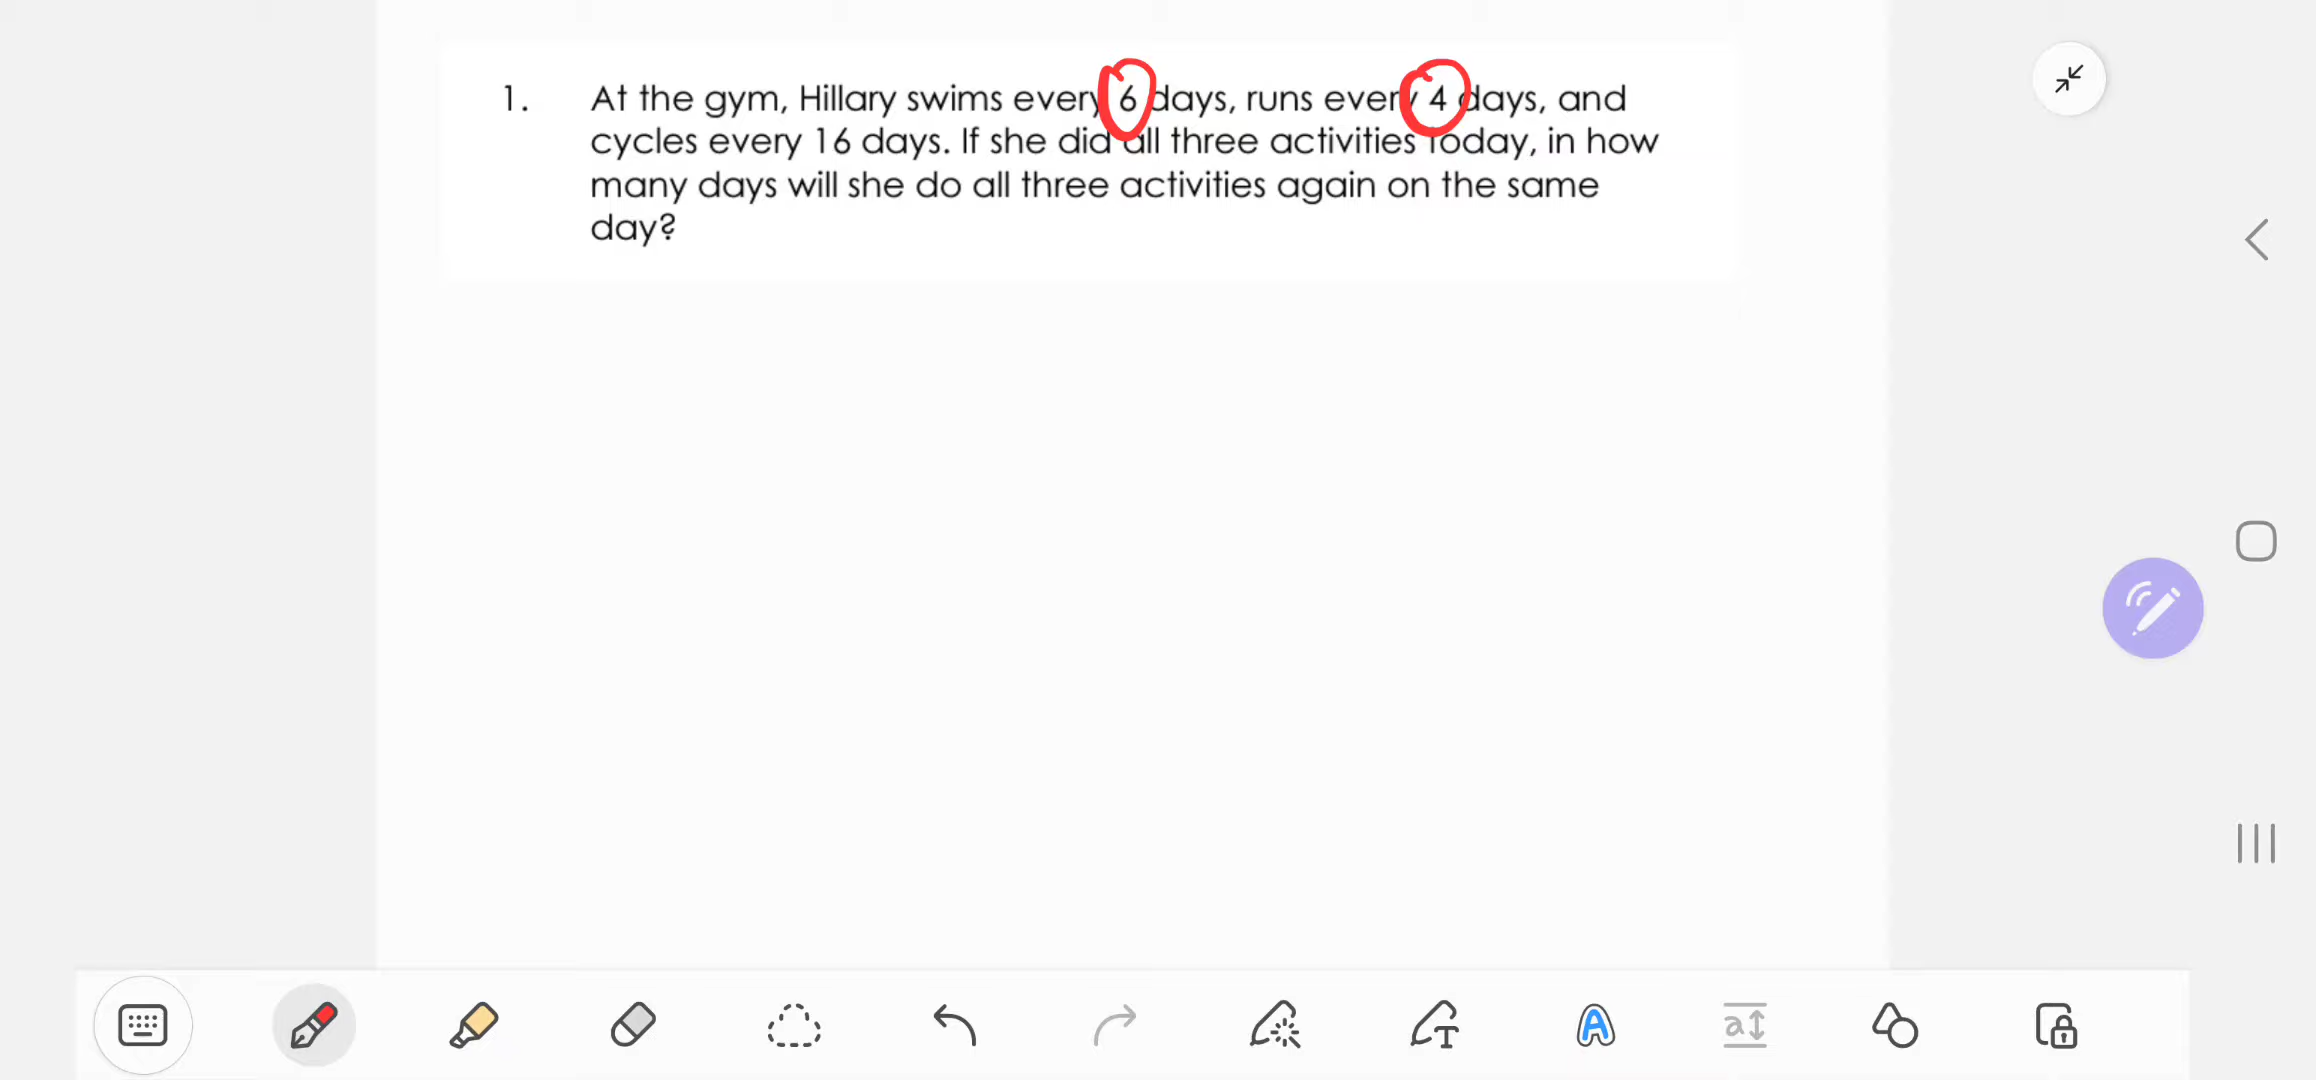 1. At the gym, Hillary swims every 6 days, runs every 4 days, and
cycles every 16 days. If she did all three activities today, in how
many days will she do all three activities again on the same
day?
T
A
a